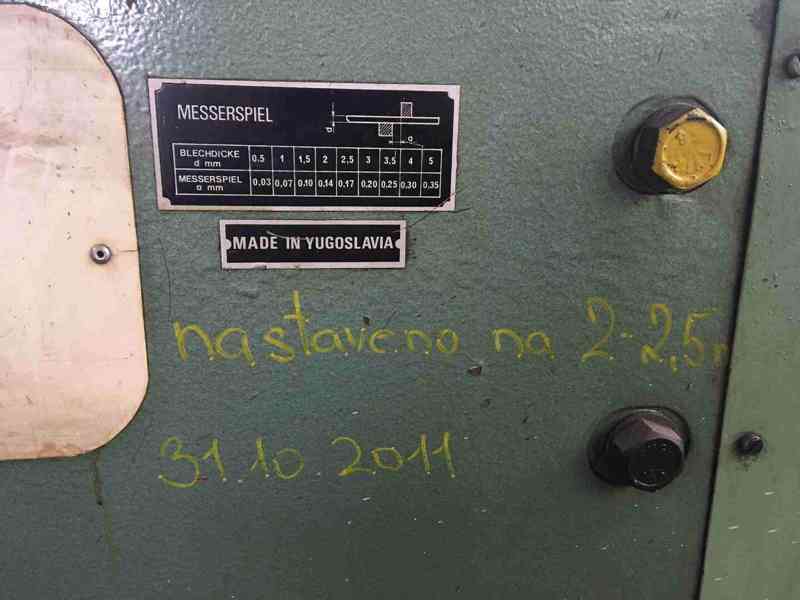 MESSERSPIEL
d
a
BLECHDICKE d mm 0.5 1 1,5 2 2,5 3 3,5 4 5
MESSERSPIEL a mm 0,03 0,07 0,10 0,14 0,17 0,20 0,25 0,30 0,35
MADE IN YUGOSLAVIA
nastaveno na 2-2,5
31.10.2011